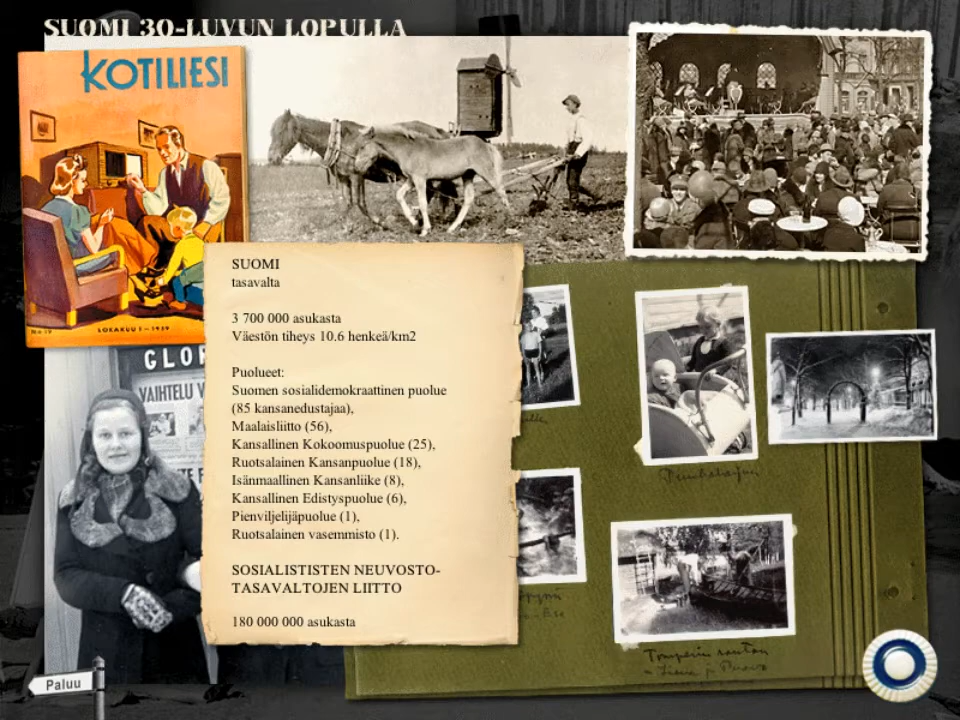 SUOMI 30-LUVUN LOPULLA
KOTILIESI
LOKAKUU I - 1939
GLOR
VAIHTELU V
SUOMI
tasavalta
3 700 000 asukasta
Väestön tiheys 10.6 henkeä/km2
Puolueet:
Suomen sosialidemokraattinen puolue
(85 kansanedustajaa),
Maalaisliitto (56),
Kansallinen Kokoomuspuolue (25),
Ruotsalainen Kansanpuolue (18),
Isänmaallinen Kansanliike (8),
Kansallinen Edistyspuolue (6),
Pienviljelijäpuolue (1),
Ruotsalainen vasemmisto (1).
SOSIALISTISTEN NEUVOSTO-
TASAVALTOJEN LIITTO
180 000 000 asukasta
Paluu